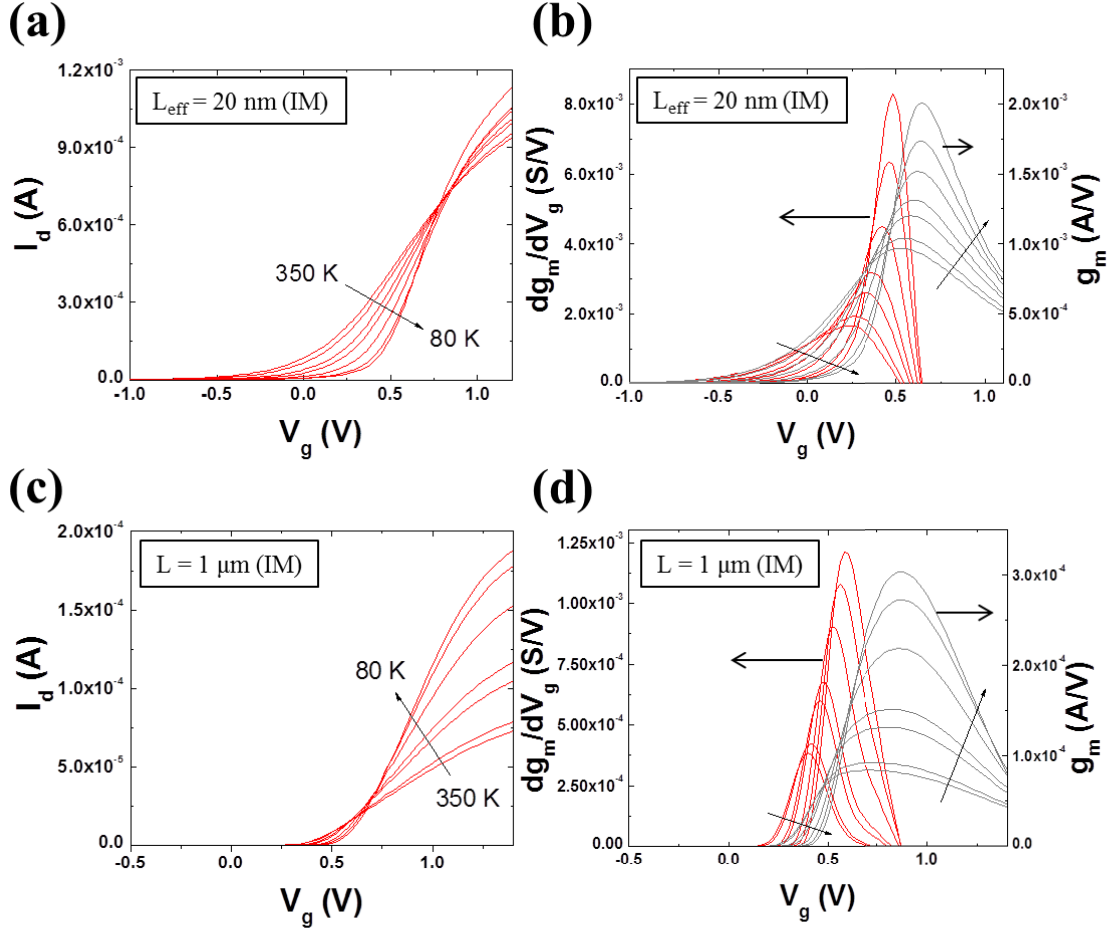 (a)
1.2x10⁻³
9.0x10⁻⁴
6.0x10⁻⁴
3.0x10⁻⁴
0.0
I_d (A)
L_eff = 20 nm (IM)
350 K
80 K
-1.0 -0.5 0.0 0.5 1.0
V_g (V)
(b)
8.0x10⁻³
6.0x10⁻³
4.0x10⁻³
2.0x10⁻³
0.0
dg_m/dV_g (S/V)
L_eff = 20 nm (IM)
2.0x10⁻³
1.5x10⁻³
1.0x10⁻³
5.0x10⁻⁴
0.0
g_m (A/V)
-1.0 -0.5 0.0 0.5 1.0
V_g (V)
(c)
2.0x10⁻⁴
1.5x10⁻⁴
1.0x10⁻⁴
5.0x10⁻⁵
0.0
I_d (A)
L = 1 μm (IM)
80 K
350 K
-0.5 0.0 0.5 1.0
V_g (V)
(d)
1.25x10⁻³
1.00x10⁻³
7.50x10⁻⁴
5.00x10⁻⁴
2.50x10⁻⁴
0.00
dg_m/dV_g (S/V)
L = 1 μm (IM)
3.0x10⁻⁴
2.0x10⁻⁴
1.0x10⁻⁴
0.0
g_m (A/V)
-0.5 0.0 0.5 1.0
V_g (V)